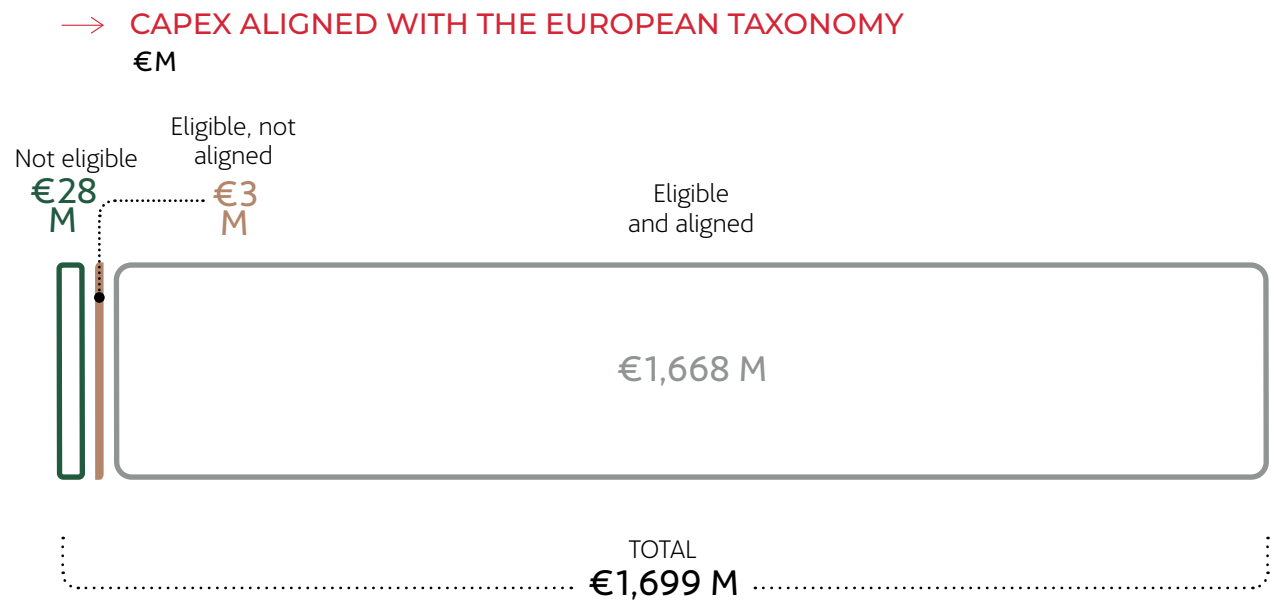 CAPEX ALIGNED WITH THE EUROPEAN TAXONOMY
€M
Not eligible
€28
M
Eligible, not
aligned
€3
M
Eligible
and aligned
€1,668 M
TOTAL
€1,699 M